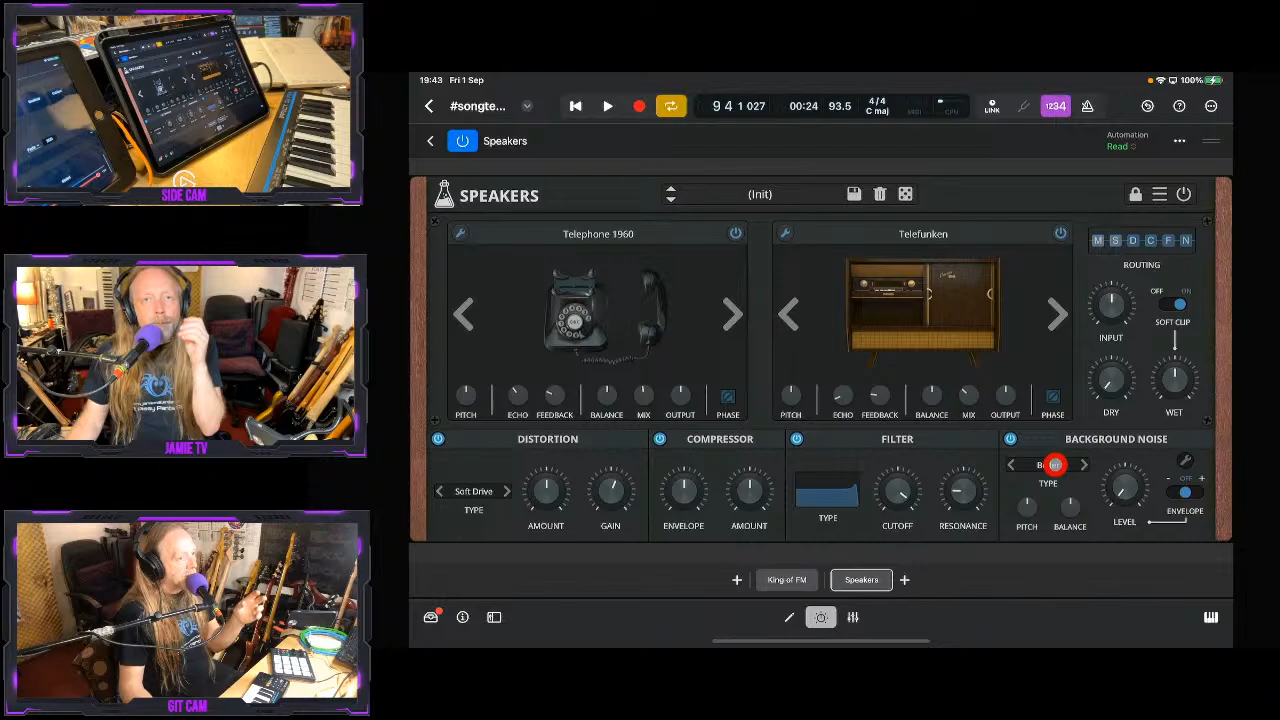 SIDE CAM
JAMIE TV
GIT CAM
19:43 Fri 1 Sep
100%
#songte...
9 4 1 027
00:24
93.5
4/4
C maj
MIDI
CPU
LINK
1234
Speakers
Automation
Read
SPEAKERS
(Init)
Telephone 1960
Telefunken
M S D C F N
ROUTING
OFF ON
SOFT CLIP
INPUT
DRY
WET
PITCH ECHO FEEDBACK BALANCE MIX OUTPUT PHASE
PITCH ECHO FEEDBACK BALANCE MIX OUTPUT PHASE
DISTORTION
COMPRESSOR
FILTER
BACKGROUND NOISE
Soft Drive
TYPE
AMOUNT
GAIN
ENVELOPE
AMOUNT
TYPE
CUTOFF
RESONANCE
TYPE
PITCH
BALANCE
LEVEL
- OFF +
ENVELOPE
King of FM
Speakers